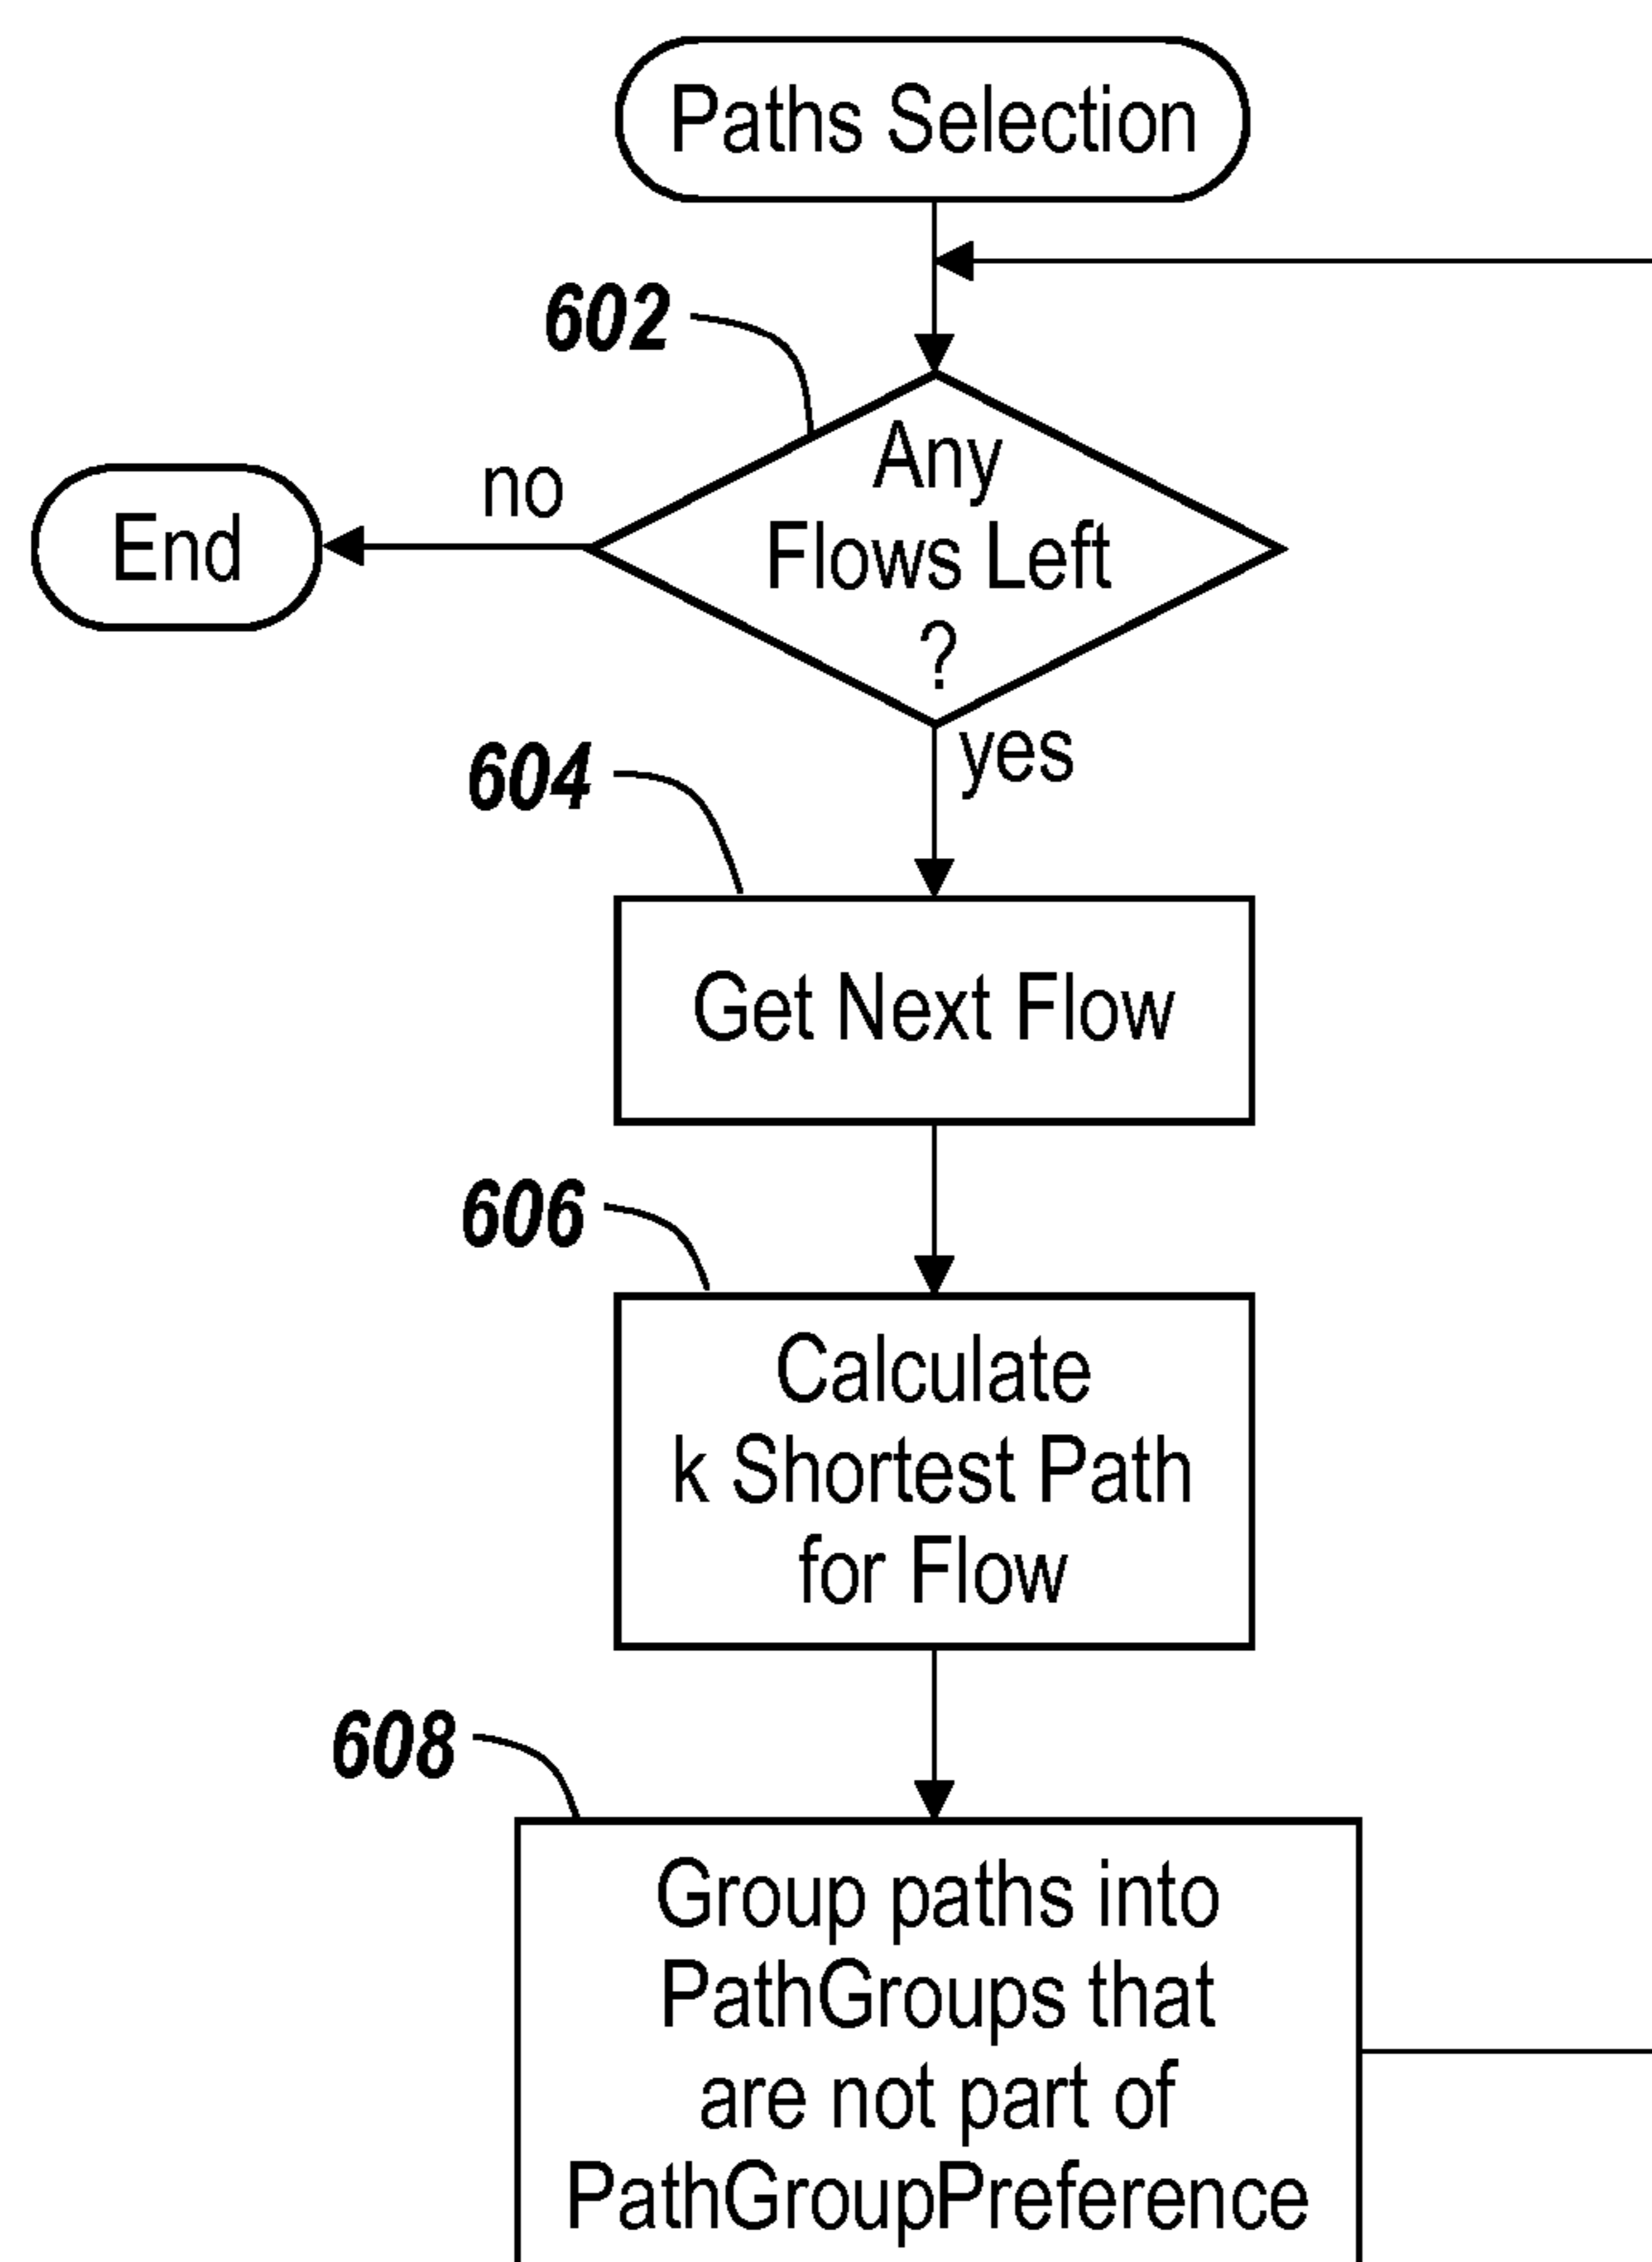 Paths Selection
602
Any
Flows Left
?
no
End
yes
604
Get Next Flow
606
Calculate
k Shortest Path
for Flow
608
Group paths into
PathGroups that
are not part of
PathGroupPreference